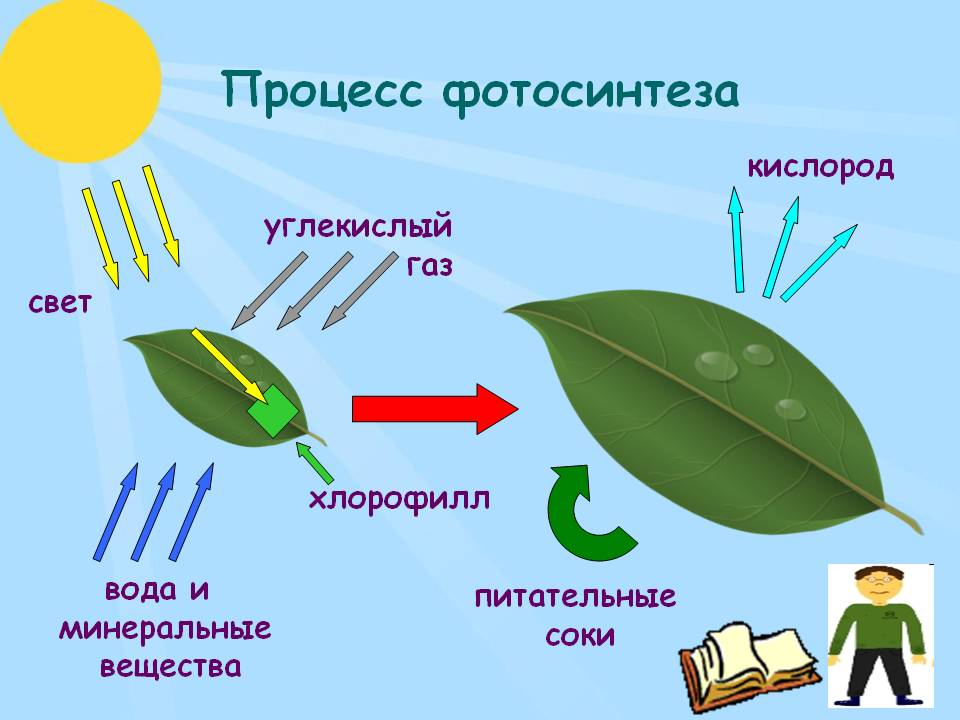 Процесс фотосинтеза
кислород
углекислый
газ
свет
хлорофилл
вода и
минеральные
вещества
питательные
соки